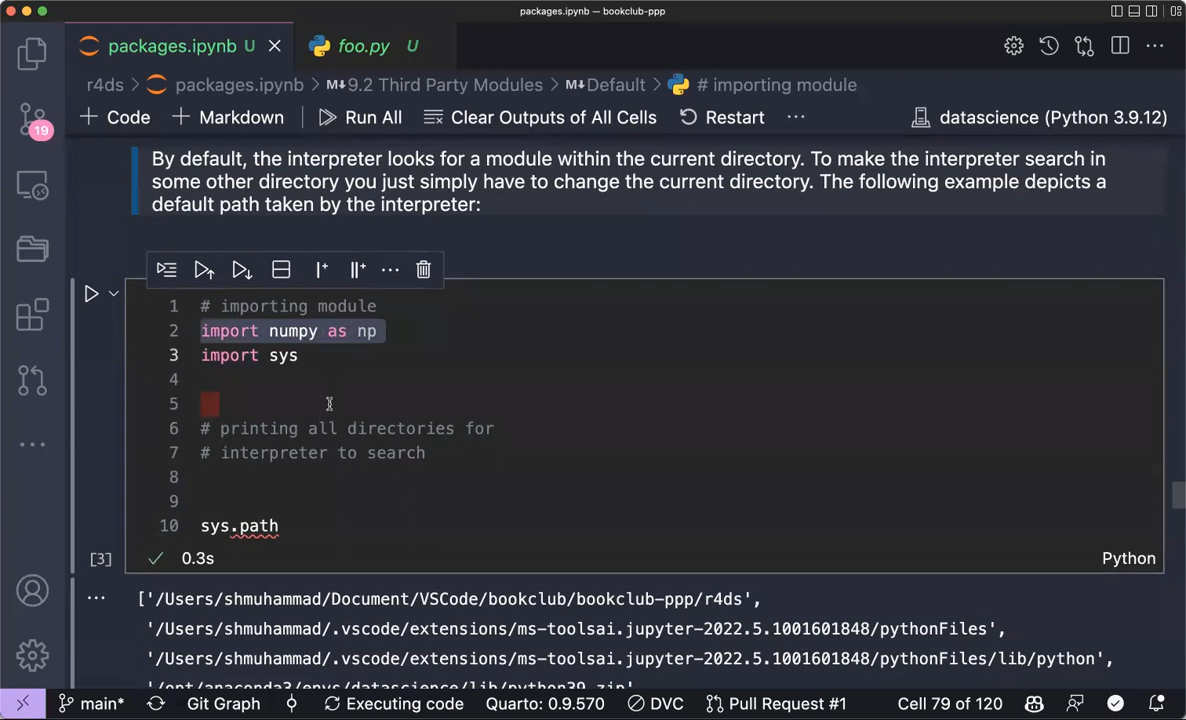 packages.ipynb — bookclub-ppp
packages.ipynb U
foo.py U
r4ds > packages.ipynb > M↓9.2 Third Party Modules > M↓Default > # importing module
+ Code + Markdown Run All Clear Outputs of All Cells Restart ··· datascience (Python 3.9.12)
19
By default, the interpreter looks for a module within the current directory. To make the interpreter search in
some other directory you just simply have to change the current directory. The following example depicts a
default path taken by the interpreter:
1 # importing module
2 import numpy as np
3 import sys
4
5
6 # printing all directories for
7 # interpreter to search
8
9
10 sys.path
[3] 0.3s Python
['/Users/shmuhammad/Document/VSCode/bookclub/bookclub-ppp/r4ds',
'/Users/shmuhammad/.vscode/extensions/ms-toolsai.jupyter-2022.5.1001601848/pythonFiles',
'/Users/shmuhammad/.vscode/extensions/ms-toolsai.jupyter-2022.5.1001601848/pythonFiles/lib/python',
'/opt/anaconda3/envs/datascience/lib/python39.zip'
main* Git Graph Executing code Quarto: 0.9.570 DVC Pull Request #1 Cell 79 of 120